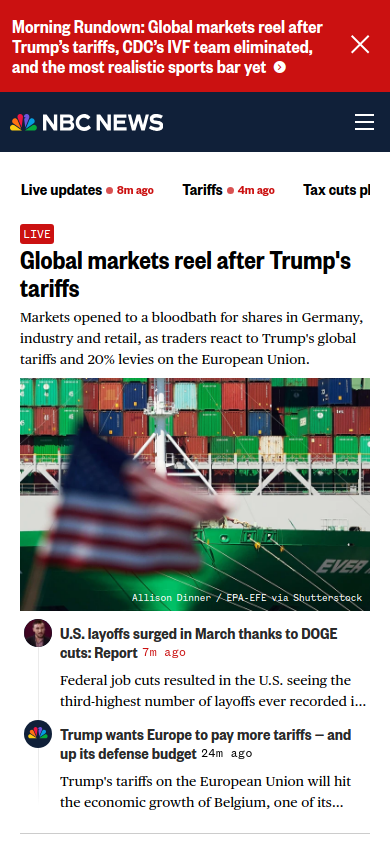 Morning Rundown: Global markets reel after
Trump’s tariffs, CDC’s IVF team eliminated,
and the most realistic sports bar yet
NBC NEWS
Live updates 8m ago Tariffs 4m ago Tax cuts pl
LIVE
Global markets reel after Trump's
tariffs
Markets opened to a bloodbath for shares in Germany,
industry and retail, as traders react to Trump's global
tariffs and 20% levies on the European Union.
EVER
Allison Dinner / EPA-EFE via Shutterstock
U.S. layoffs surged in March thanks to DOGE
cuts: Report 7m ago
Federal job cuts resulted in the U.S. seeing the
third-highest number of layoffs ever recorded i...
Trump wants Europe to pay more tariffs — and
up its defense budget 24m ago
Trump's tariffs on the European Union will hit
the economic growth of Belgium, one of its...